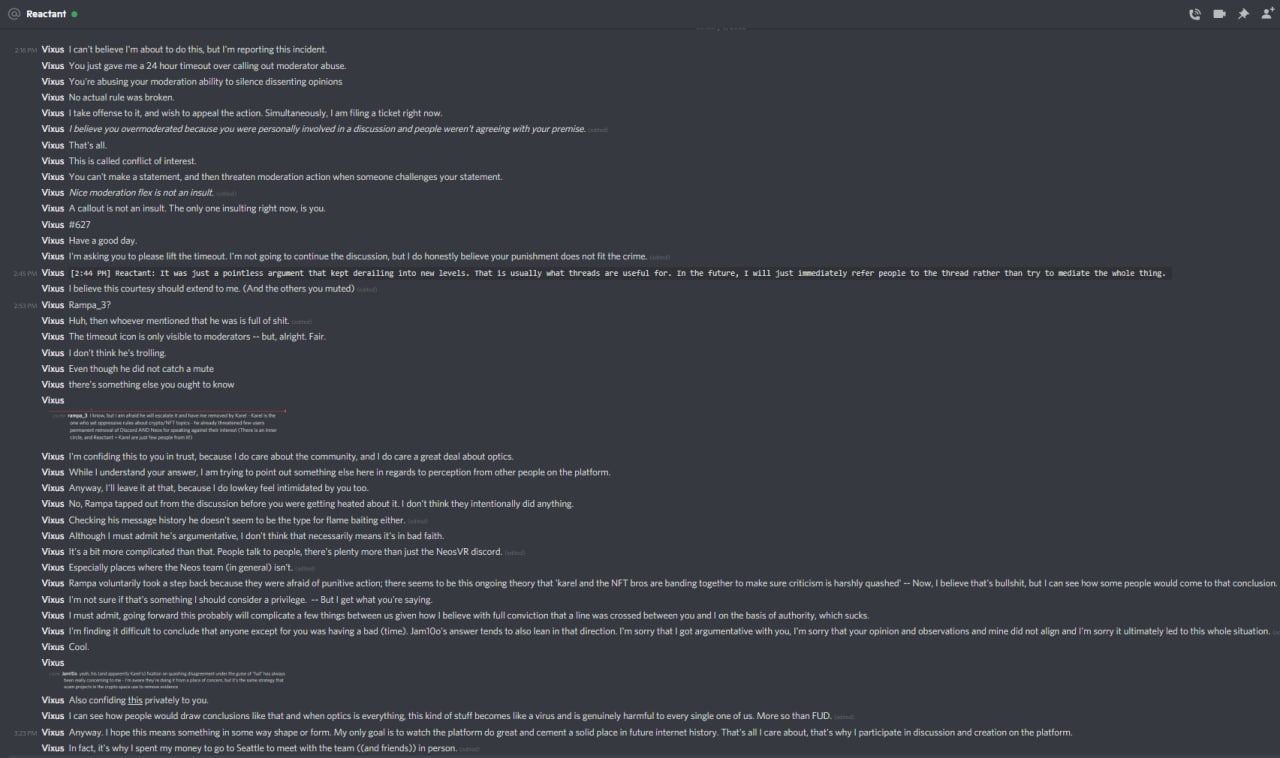 @ Reactant
2:16 PM Vixus I can't believe I'm about to do this, but I'm reporting this incident.
Vixus You just gave me a 24 hour timeout over calling out moderator abuse.
Vixus You're abusing your moderation ability to silence dissenting opinions
Vixus No actual rule was broken.
Vixus I take offense to it, and wish to appeal the action. Simultaneously, I am filing a ticket right now.
Vixus I believe you overmoderated because you were personally involved in a discussion and people weren't agreeing with your premise. (edited)
Vixus That's all.
Vixus This is called conflict of interest.
Vixus You can't make a statement, and then threaten moderation action when someone challenges your statement.
Vixus Nice moderation flex is not an insult. (edited)
Vixus A callout is not an insult. The only one insulting right now, is you.
Vixus #627
Vixus Have a good day.
Vixus I'm asking you to please lift the timeout. I'm not going to continue the discussion, but I do honestly believe your punishment does not fit the crime. (edited)
2:45 PM Vixus [2:44 PM] Reactant: It was just a pointless argument that kept derailing into new levels. That is usually what threads are useful for. In the future, I will just immediately refer people to the thread rather than try to mediate the whole thing.
Vixus I believe this courtesy should extend to me. (And the others you muted) (edited)
2:53 PM Vixus Rampa_3?
Vixus Huh, then whoever mentioned that he was is full of shit. (edited)
Vixus The timeout icon is only visible to moderators -- but, alright. Fair.
Vixus I don't think he's trolling.
Vixus Even though he did not catch a mute
Vixus there's something else you ought to know
Vixus
rampa_3 I know, but I am afraid he will escalate it and have me removed by Karel - Karel is the
one who set oppressive rules about crypto/NFT topics - he already threatened few users
permanent removal of Discord AND Neos for speaking against their interest (There is an inner
circle, and Reactant + Karel are just few people from it!)
Vixus I'm confiding this to you in trust, because I do care about the community, and I do care a great deal about optics.
Vixus While I understand your answer, I am trying to point out something else here in regards to perception from other people on the platform.
Vixus Anyway, I'll leave it at that, because I do lowkey feel intimidated by you too.
Vixus No, Rampa tapped out from the discussion before you were getting heated about it. I don't think they intentionally did anything.
Vixus Checking his message history he doesn't seem to be the type for flame baiting either. (edited)
Vixus Although I must admit he's argumentative, I don't think that necessarily means it's in bad faith.
Vixus It's a bit more complicated than that. People talk to people, there's plenty more than just the NeosVR discord. (edited)
Vixus Especially places where the Neos team (in general) isn't. (edited)
Vixus Rampa voluntarily took a step back because they were afraid of punitive action; there seems to be this ongoing theory that 'karel and the NFT bros are banding together to make sure criticism is harshly quashed' -- Now, I believe that's bullshit, but I can see how some people would come to that conclusion.
Vixus I'm not sure if that's something I should consider a privilege. -- But I get what you're saying.
Vixus I must admit, going forward this probably will complicate a few things between us given how I believe with full conviction that a line was crossed between you and I on the basis of authority, which sucks.
Vixus I'm finding it difficult to conclude that anyone except for you was having a bad (time). Jam10o's answer tends to also lean in that direction. I'm sorry that I got argumentative with you, I'm sorry that your opinion and observations and mine did not align and I'm sorry it ultimately led to this whole situation.
Vixus Cool.
Vixus
yeah, his (and apparently Karel's) fixation on quashing disagreement under the guise of "fud" has always
been really concerning to me - I'm aware they're doing it from a place of concern, but it's the same strategy that
scam projects in the crypto space use to remove evidence
Vixus Also confiding this privately to you.
Vixus I can see how people would draw conclusions like that and when optics is everything, this kind of stuff becomes like a virus and is genuinely harmful to every single one of us. More so than FUD. (edited)
3:23 PM Vixus Anyway. I hope this means something in some way shape or form. My only goal is to watch the platform do great and cement a solid place in future internet history. That's all I care about, that's why I participate in discussion and creation on the platform.
Vixus In fact, it's why I spent my money to go to Seattle to meet with the team ((and friends)) in person. (edited)